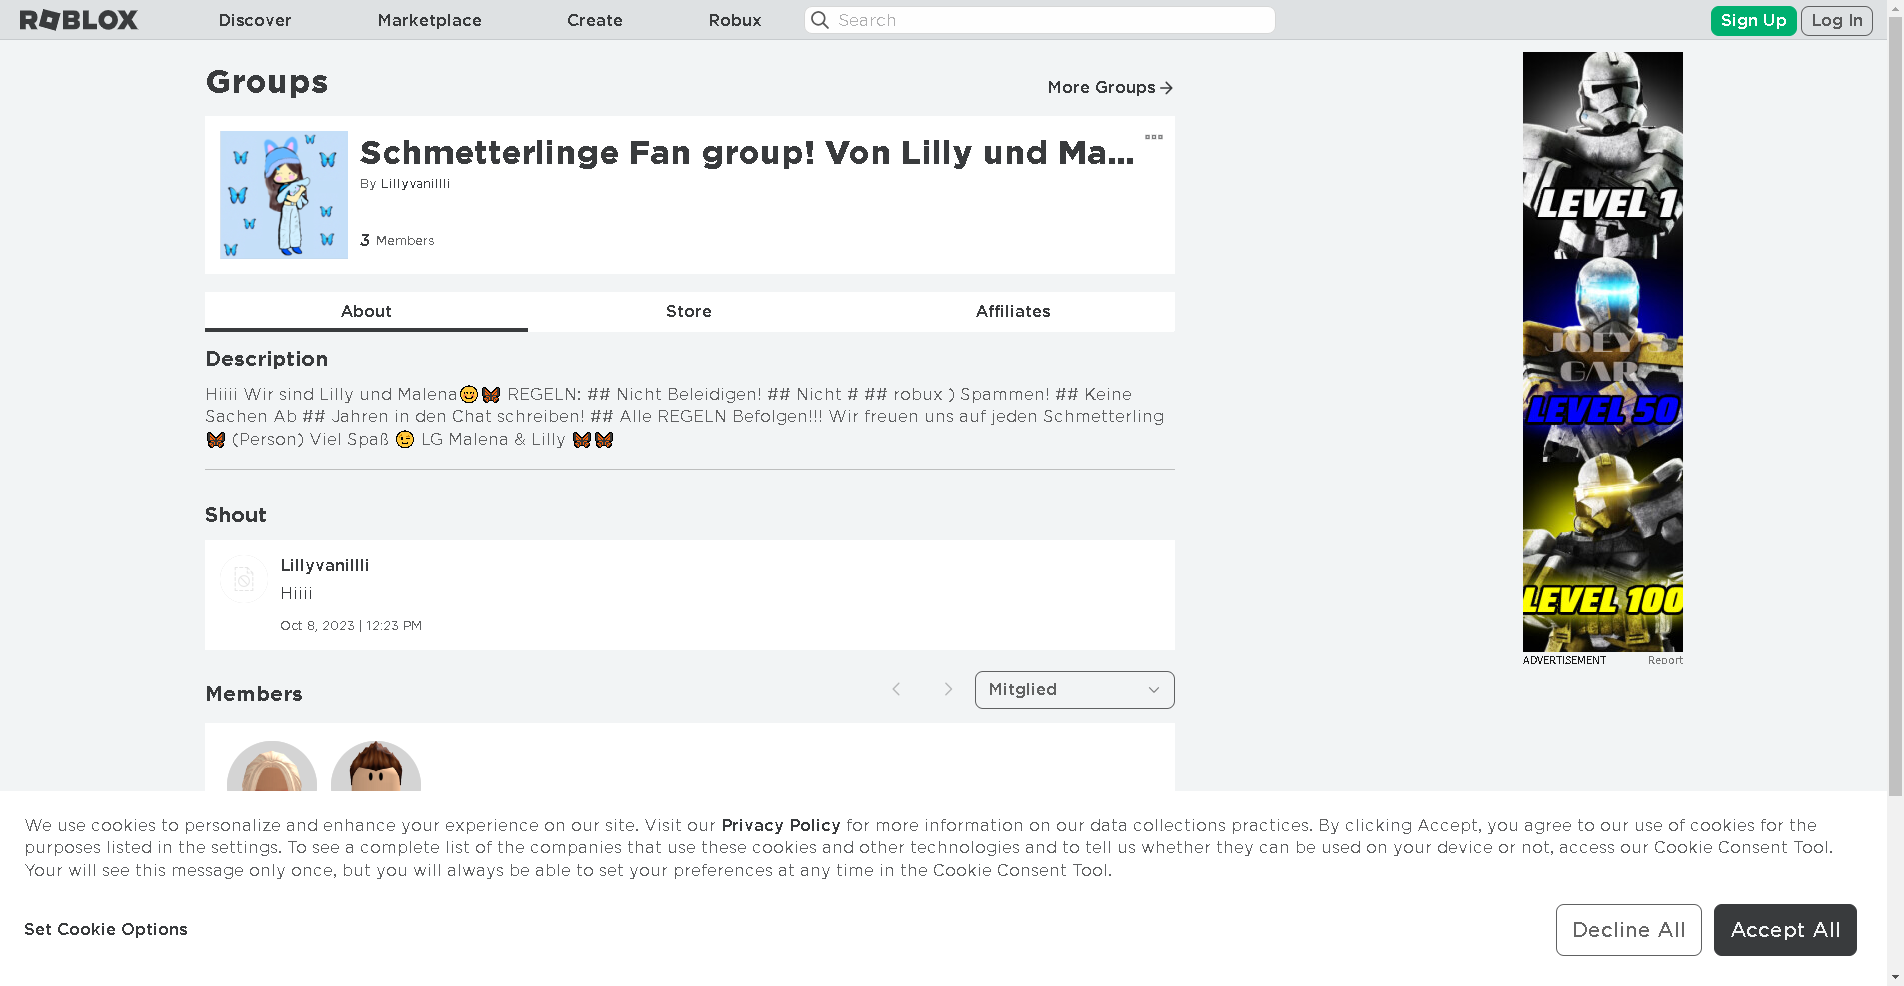 ROBLOX Discover Marketplace Create Robux Search Sign Up Log In
Groups
More Groups
Schmetterlinge Fan group! Von Lilly und Ma...
By Lillyvanillli
3 Members
About Store Affiliates
Description
Hiiii Wir sind Lilly und Malena😊🦋 REGELN: ## Nicht Beleidigen! ## Nicht # ## robux ) Spammen! ## Keine
Sachen Ab ## Jahren in den Chat schreiben! ## Alle REGELN Befolgen!!! Wir freuen uns auf jeden Schmetterling
🦋 (Person) Viel Spaß 😉 LG Malena & Lilly 🦋🦋
Shout
Lillyvanillli
Hiiii
Oct 8, 2023 | 12:23 PM
Members
Mitglied
LEVEL 1
JOEY'S
GAR
LEVEL 50
LEVEL 100
ADVERTISEMENT Report
We use cookies to personalize and enhance your experience on our site. Visit our Privacy Policy for more information on our data collections practices. By clicking Accept, you agree to our use of cookies for the
purposes listed in the settings. To see a complete list of the companies that use these cookies and other technologies and to tell us whether they can be used on your device or not, access our Cookie Consent Tool.
Your will see this message only once, but you will always be able to set your preferences at any time in the Cookie Consent Tool.
Set Cookie Options
Decline All
Accept All